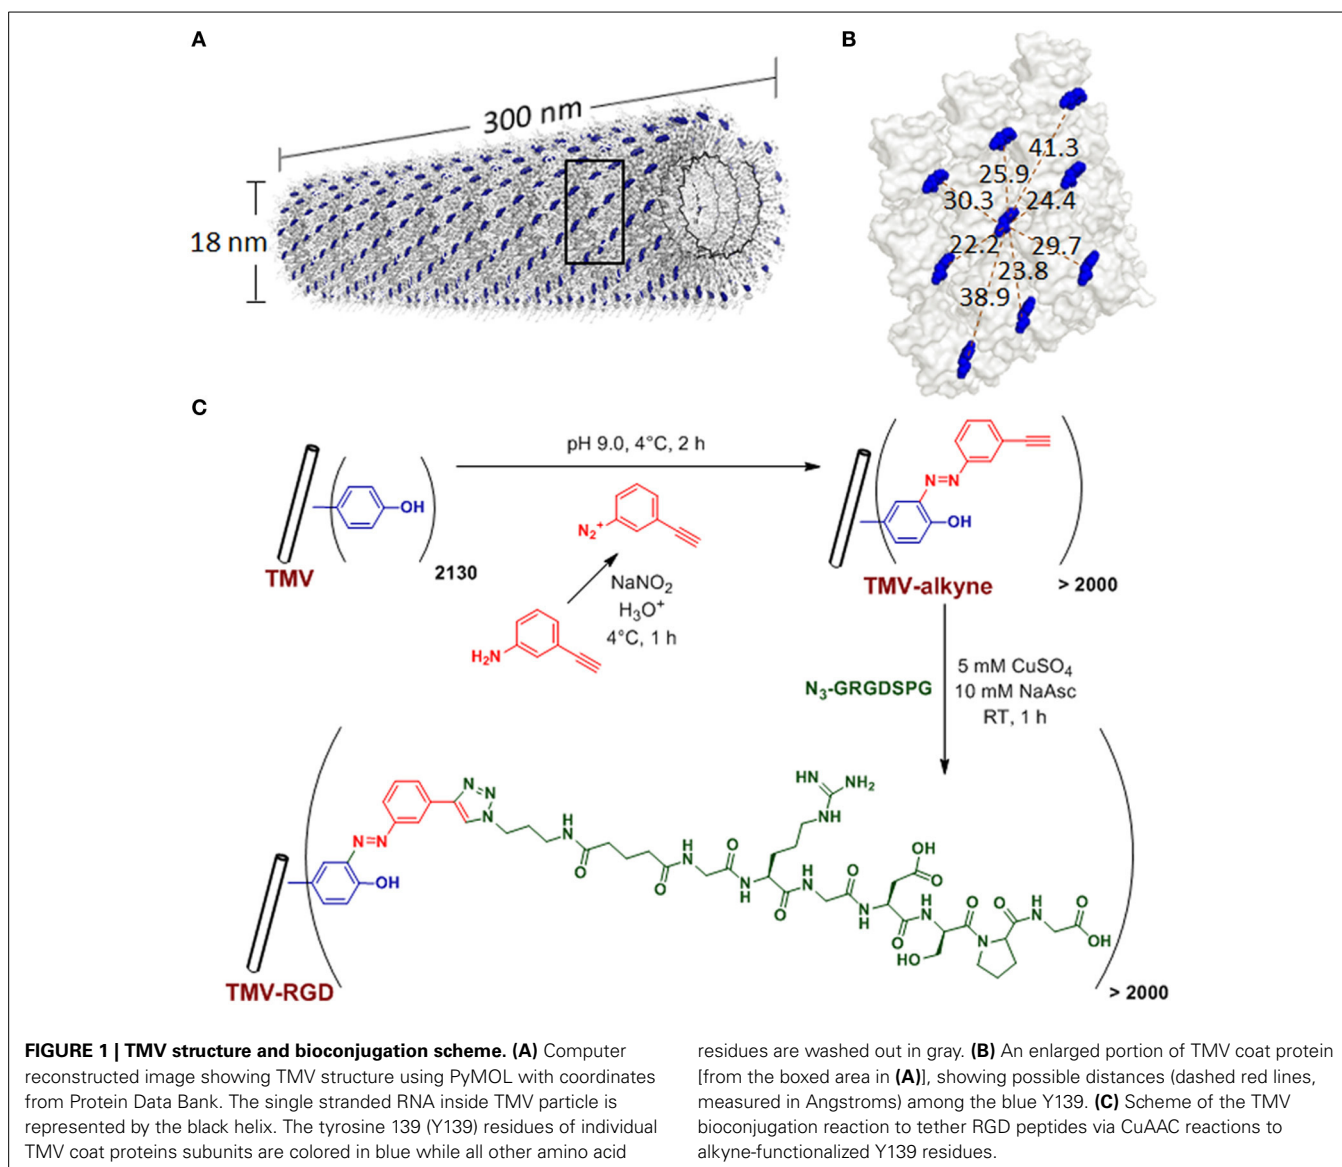 A
300 nm
18 nm
B
41.3
25.9
30.3
24.4
22.2
29.7
23.8
38.9
C
pH 9.0, 4°C, 2 h
OH
TMV
2130
N₂⁺
NaNO₂
H₃O⁺
4°C, 1 h
H₂N
N=N
OH
TMV-alkyne
> 2000
N₃-GRGDSPG
5 mM CuSO₄
10 mM NaAsc
RT, 1 h
HN
NH₂
NH
N
N
N
N=N
OH
H
N
O
O
H
N
O
N
H
O
H
N
O
N
H
OH
O
O
H
N
HO
O
N
O
H
N
O
OH
TMV-RGD
> 2000
FIGURE 1 | TMV structure and bioconjugation scheme. (A) Computer
reconstructed image showing TMV structure using PyMOL with coordinates
from Protein Data Bank. The single stranded RNA inside TMV particle is
represented by the black helix. The tyrosine 139 (Y139) residues of individual
TMV coat proteins subunits are colored in blue while all other amino acid
residues are washed out in gray. (B) An enlarged portion of TMV coat protein
[from the boxed area in (A)], showing possible distances (dashed red lines,
measured in Angstroms) among the blue Y139. (C) Scheme of the TMV
bioconjugation reaction to tether RGD peptides via CuAAC reactions to
alkyne-functionalized Y139 residues.